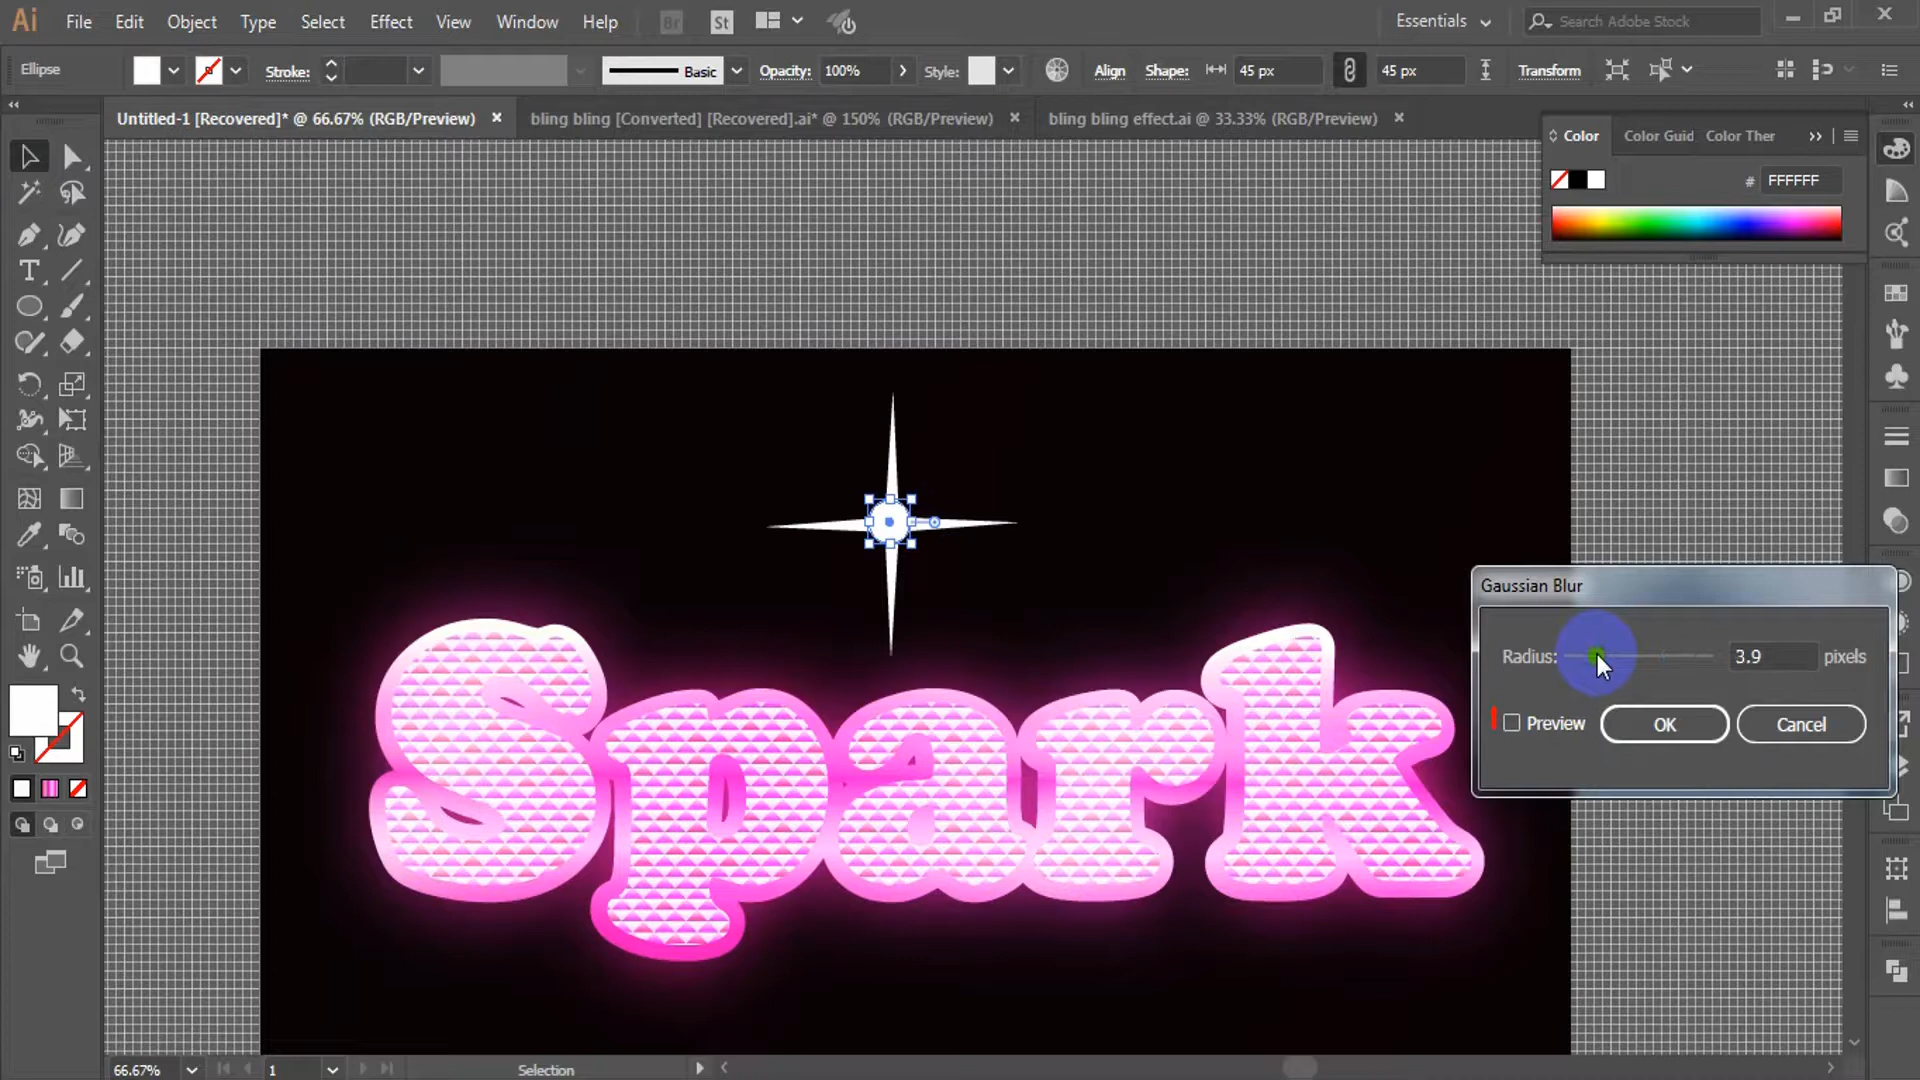 Ai File Edit Object Type Select Effect View Window Help Br St Essentials Search Adobe Stock
Ellipse Stroke: Basic Opacity: 100% Style: Align Shape: 45 px 45 px Transform
Untitled-1 [Recovered]* @ 66.67% (RGB/Preview) × bling bling [Converted] [Recovered].ai* @ 150% (RGB/Preview) × bling bling effect.ai @ 33.33% (RGB/Preview) ×
Color Color Guid Color Ther
# FFFFFF
Gaussian Blur
Radius: 3.9 pixels
Preview OK Cancel
Spark
66.67% 1 Selection